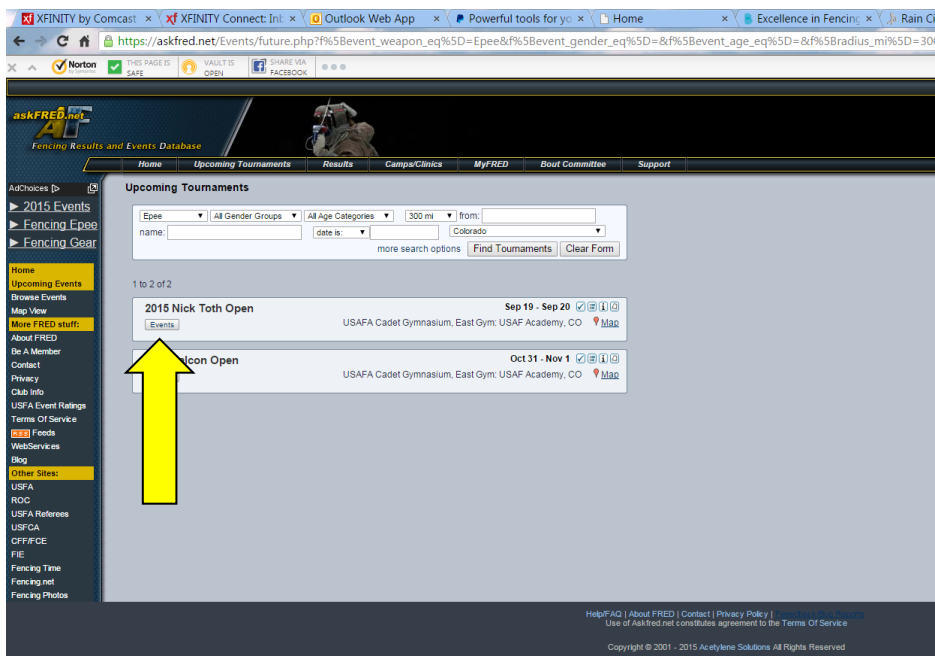 XFINITY by Comcast × XFINITY Connect: Inb × Outlook Web App × Powerful tools for yo × Home × Excellence in Fencing × Rain Ci
https://askfred.net/Events/future.php?f%5Bevent_weapon_eq%5D=Epee&f%5Bevent_gender_eq%5D=&f%5Bevent_age_eq%5D=&f%5Bradius_mi%5D=300
Norton by Symantec THIS PAGE IS SAFE VAULT IS OPEN SHARE VIA FACEBOOK
askFRED.net
Fencing Results and Events Database
Home Upcoming Tournaments Results Camps/Clinics MyFRED Bout Committee Support
AdChoices
2015 Events
Fencing Epee
Fencing Gear
Home
Upcoming Events
Browse Events
Map View
More FRED stuff:
About FRED
Be A Member
Contact
Privacy
Club Info
USFA Event Ratings
Terms Of Service
RSS Feeds
WebServices
Blog
Other Sites:
USFA
ROC
USFA Referees
USFCA
CFF/FCE
FIE
Fencing Time
Fencing.net
Fencing Photos
Upcoming Tournaments
Epee All Gender Groups All Age Categories 300 mi from:
name: date is: Colorado
more search options Find Tournaments Clear Form
1 to 2 of 2
2015 Nick Toth Open Sep 19 - Sep 20
Events USAFA Cadet Gymnasium, East Gym: USAF Academy, CO Map
alcon Open Oct 31 - Nov 1
USAFA Cadet Gymnasium, East Gym: USAF Academy, CO Map
Help/FAQ | About FRED | Contact | Privacy Policy |
Use of Askfred.net constitutes agreement to the Terms Of Service
Copyright © 2001 - 2015 Acetylene Solutions All Rights Reserved